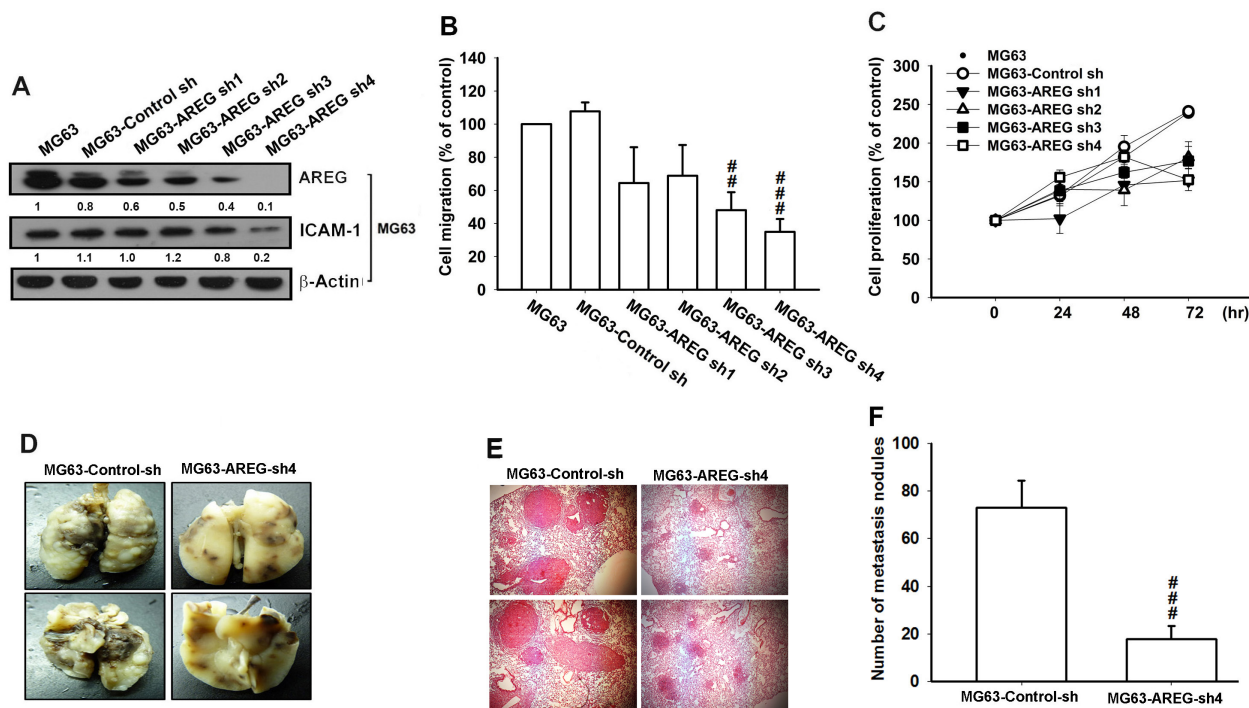 A
MG63
MG63-Control sh
MG63-AREG sh1
MG63-AREG sh2
MG63-AREG sh3
MG63-AREG sh4
AREG
1 0.8 0.6 0.5 0.4 0.1
ICAM-1
MG63
1 1.1 1.0 1.2 0.8 0.2
β-Actin
B
Cell migration (% of control)
140
120
100
80
60
40
20
0
##
###
MG63
MG63-Control sh
MG63-AREG sh1
MG63-AREG sh2
MG63-AREG sh3
MG63-AREG sh4
C
MG63
MG63-Control sh
MG63-AREG sh1
MG63-AREG sh2
MG63-AREG sh3
MG63-AREG sh4
Cell proliferation (% of control)
300
250
200
150
100
50
0
0 24 48 72 (hr)
D
MG63-Control-sh MG63-AREG-sh4
E
MG63-Control-sh MG63-AREG-sh4
F
Number of metastasis nodules
100
80
60
40
20
0
###
MG63-Control-sh MG63-AREG-sh4